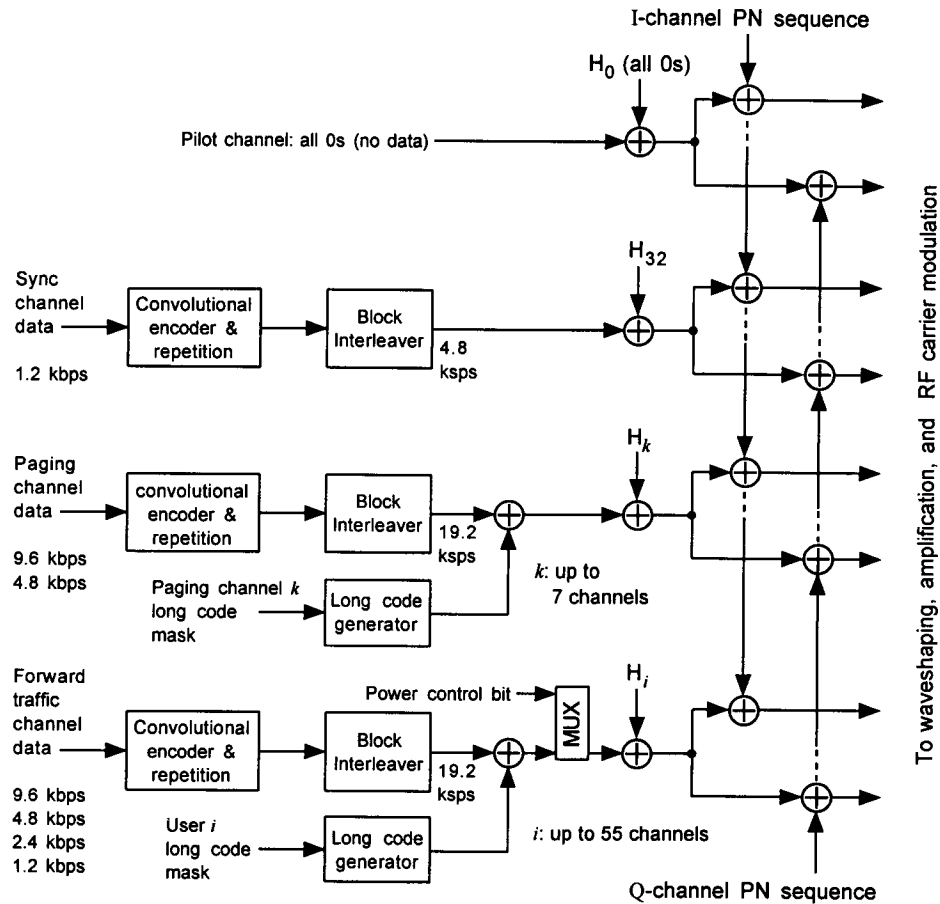 I-channel PN sequence
H0 (all 0s)
Pilot channel: all 0s (no data)
Sync
channel
data
1.2 kbps
Convolutional
encoder &
repetition
Block
Interleaver
4.8
ksps
H32
Paging
channel
data
9.6 kbps
4.8 kbps
convolutional
encoder &
repetition
Block
Interleaver
19.2
ksps
Hk
Paging channel k
long code
mask
Long code
generator
k: up to
7 channels
Forward
traffic
channel
data
9.6 kbps
4.8 kbps
2.4 kbps
1.2 kbps
Convolutional
encoder &
repetition
Block
Interleaver
19.2
ksps
Power control bit
MUX
Hi
User i
long code
mask
Long code
generator
i: up to 55 channels
Q-channel PN sequence
To waveshaping, amplification, and RF carrier modulation